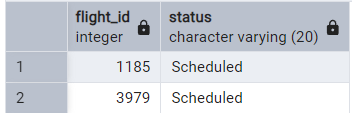 flight_id status
integer character varying (20)
1 1185 Scheduled
2 3979 Scheduled